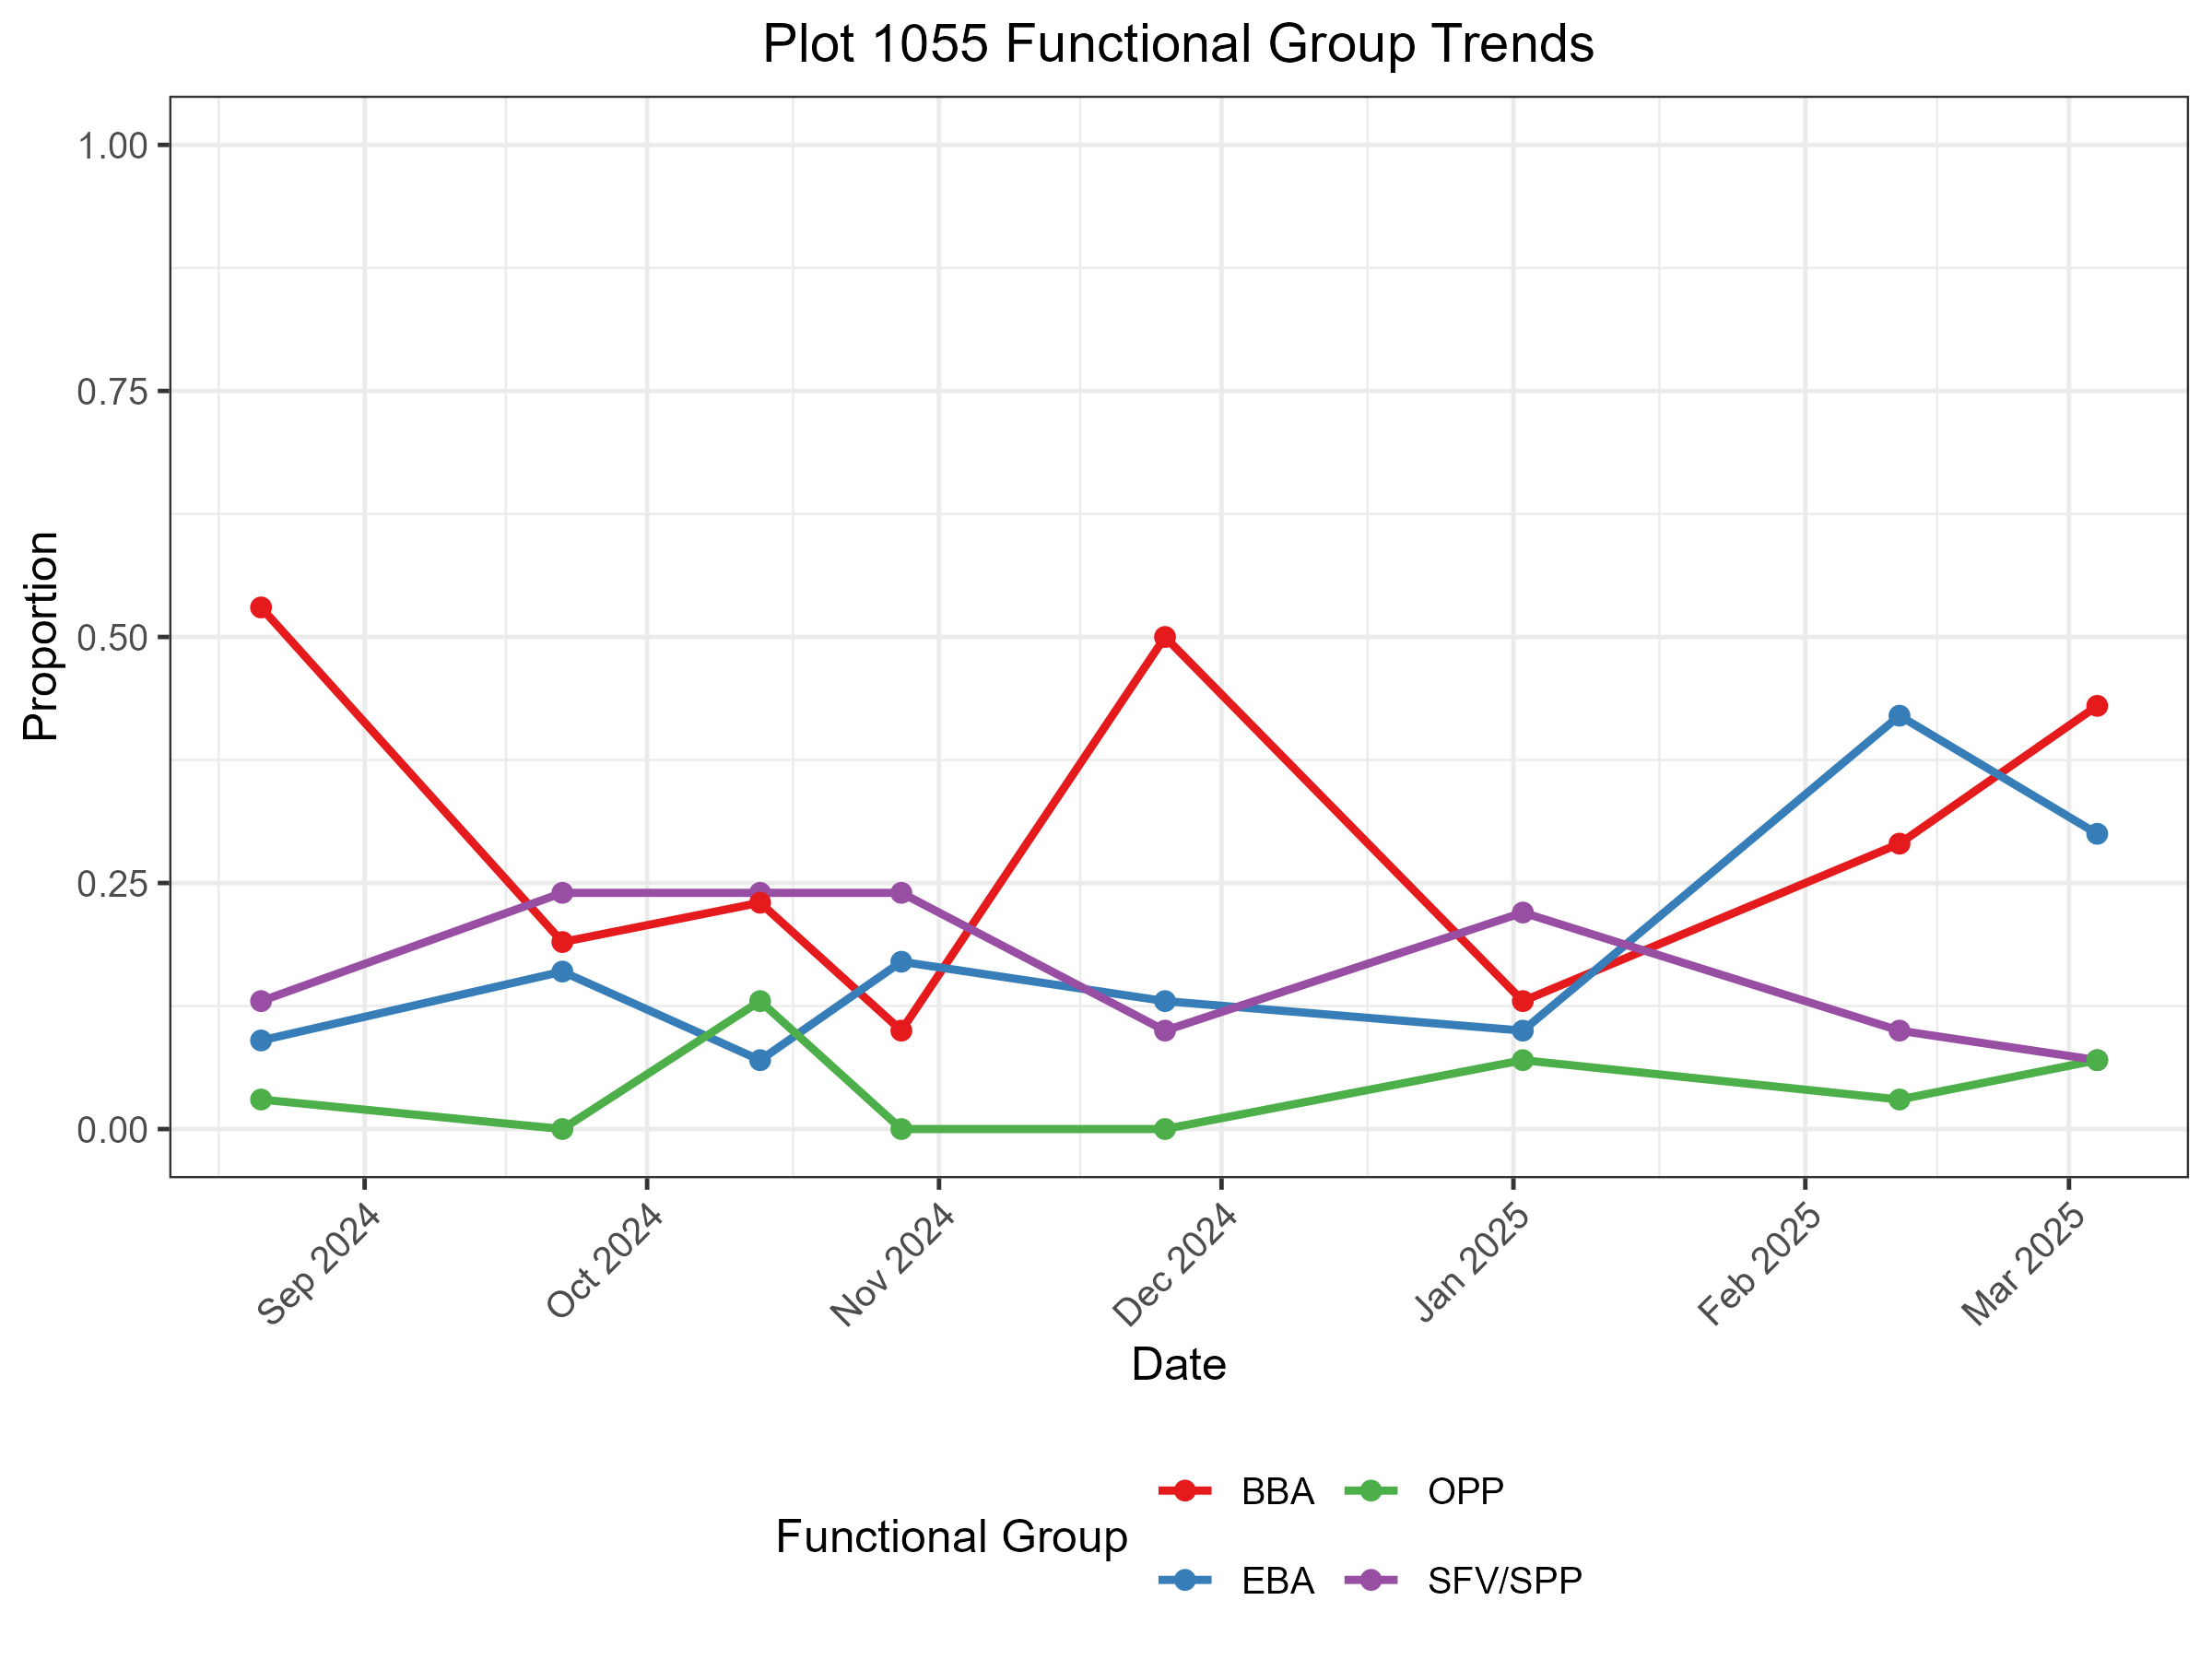 Plot 1055 Functional Group Trends
1.00
0.75
0.50
0.25
0.00
Proportion
Sep 2024
Oct 2024
Nov 2024
Dec 2024
Jan 2025
Feb 2025
Mar 2025
Date
Functional Group
BBA
OPP
EBA
SFV/SPP